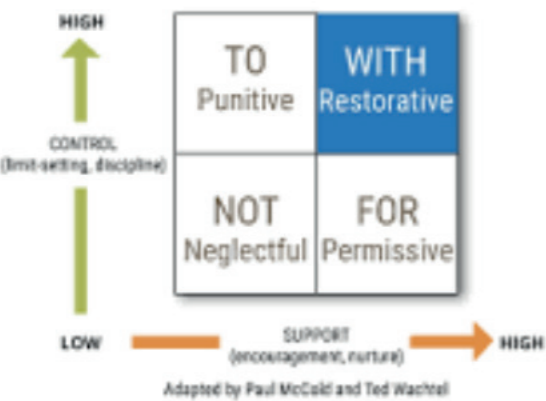 HIGH
TO
Punitive
WITH
Restorative
CONTROL
(limit-setting, discipline)
NOT
Neglectful
FOR
Permissive
LOW
SUPPORT
(encouragement, nurture)
HIGH
Adapted by Paul McCold and Ted Wachtel